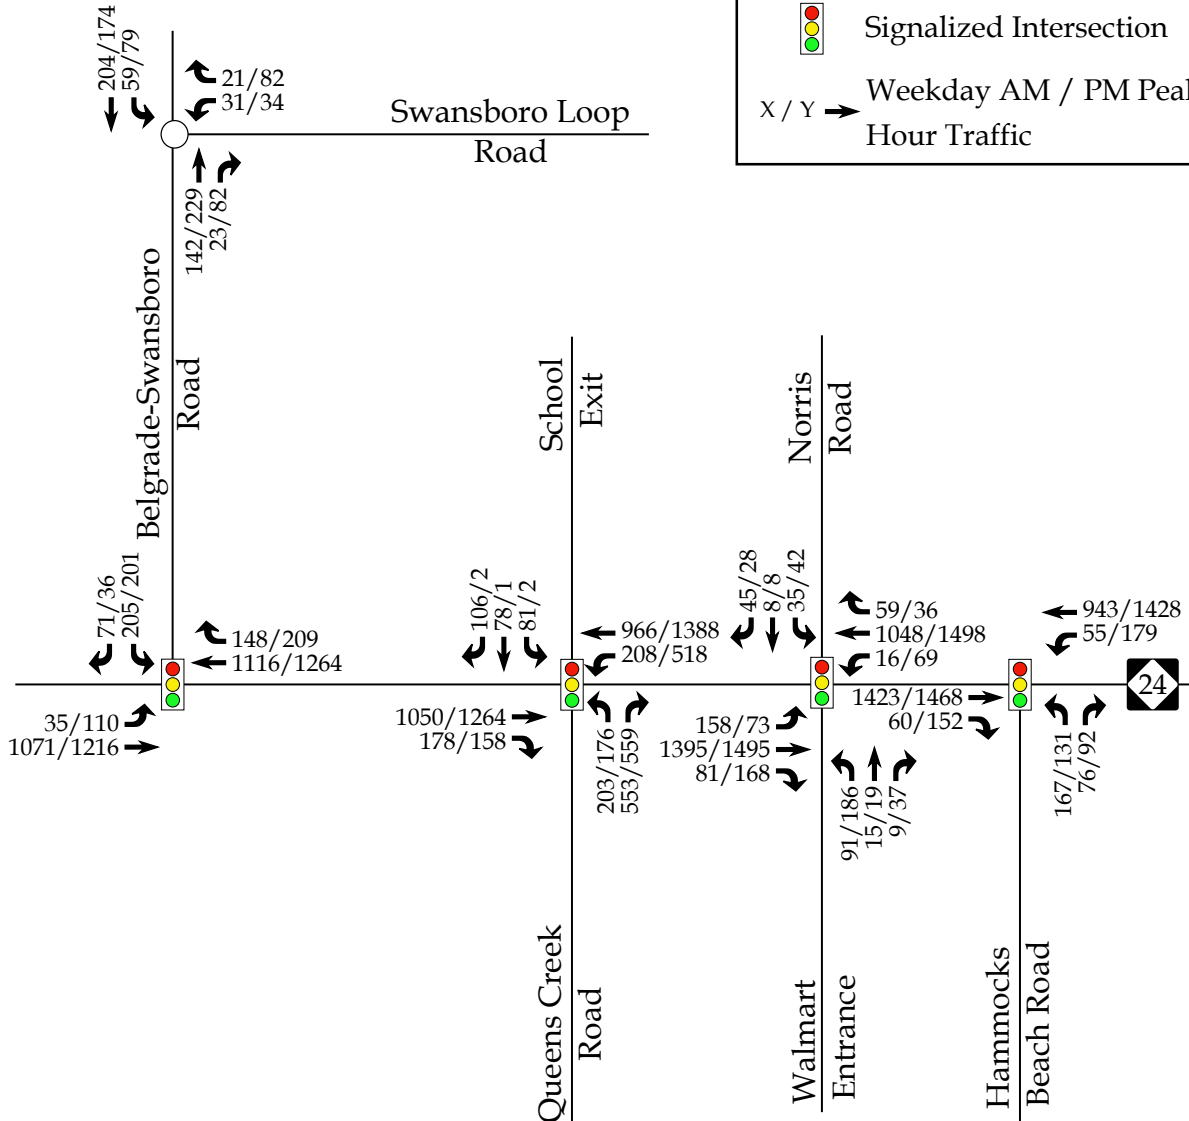 Signalized Intersection
X / Y
Weekday AM / PM Peak
Hour Traffic
204/174
59/79
21/82
31/34
Swansboro Loop
Road
142/229
23/82
Belgrade-Swansboro
Road
School
Exit
Norris
Road
71/36
205/201
148/209
1116/1264
35/110
1071/1216
106/2
78/1
81/2
966/1388
208/518
1050/1264
178/158
203/176
553/559
45/28
8/8
35/42
59/36
1048/1498
16/69
158/73
1395/1495
81/168
91/186
15/19
9/37
943/1428
55/179
1423/1468
60/152
167/131
76/92
24
Queens Creek
Road
Walmart
Entrance
Hammocks
Beach Road